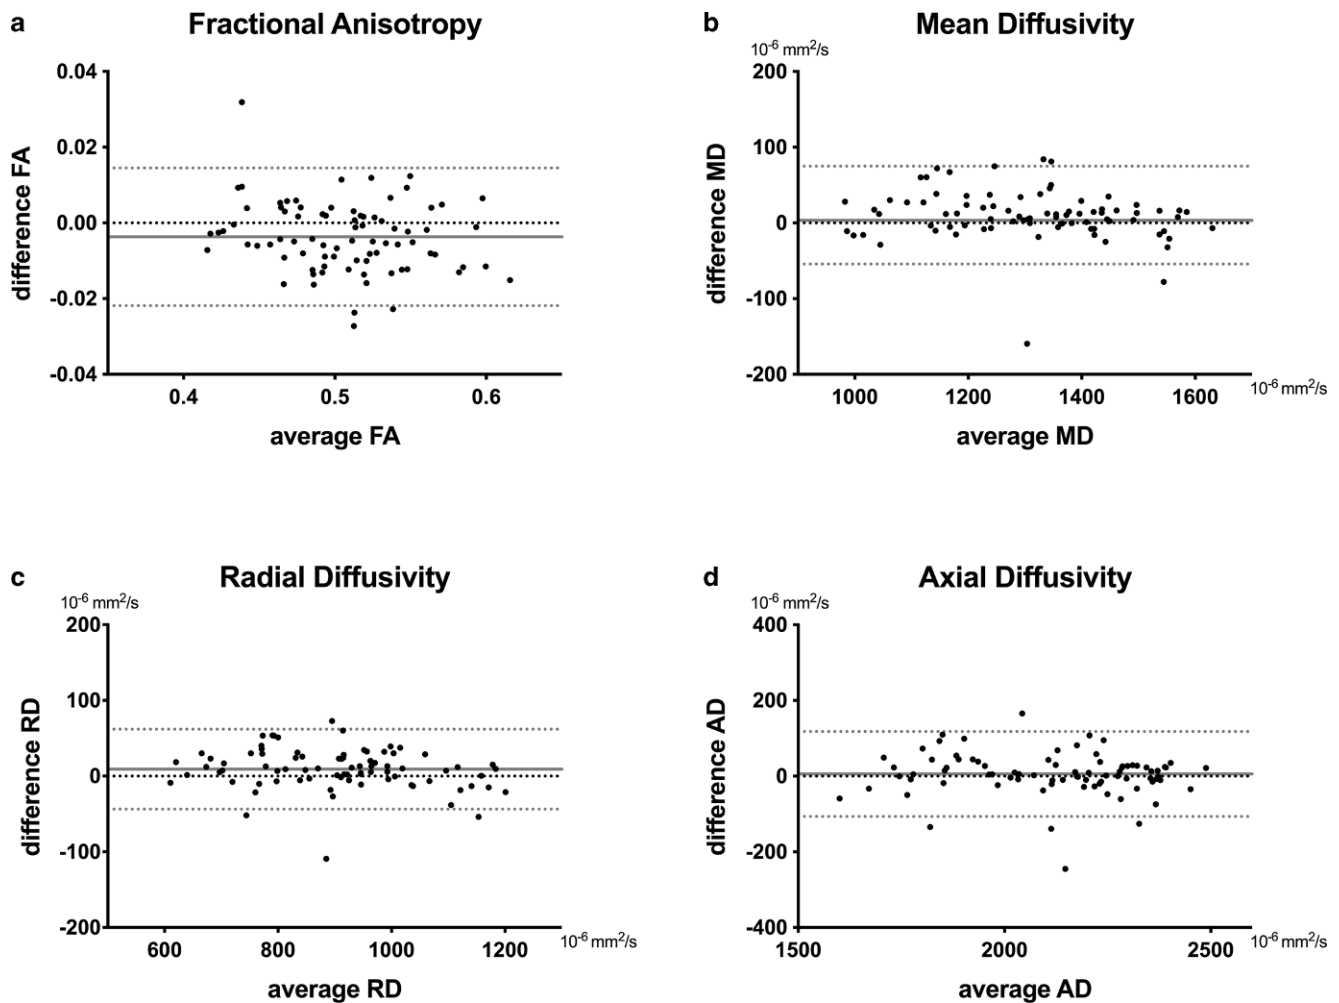 a
Fractional Anisotropy
difference FA
0.04
0.02
0.00
-0.02
-0.04
0.4 0.5 0.6
average FA
b
Mean Diffusivity
10-6 mm2/s
difference MD
200
100
0
-100
-200
1000 1200 1400 1600 10-6 mm2/s
average MD
c
Radial Diffusivity
10-6 mm2/s
difference RD
200
100
0
-100
-200
600 800 1000 1200 10-6 mm2/s
average RD
d
Axial Diffusivity
10-6 mm2/s
difference AD
400
200
0
-200
-400
1500 2000 2500 10-6 mm2/s
average AD